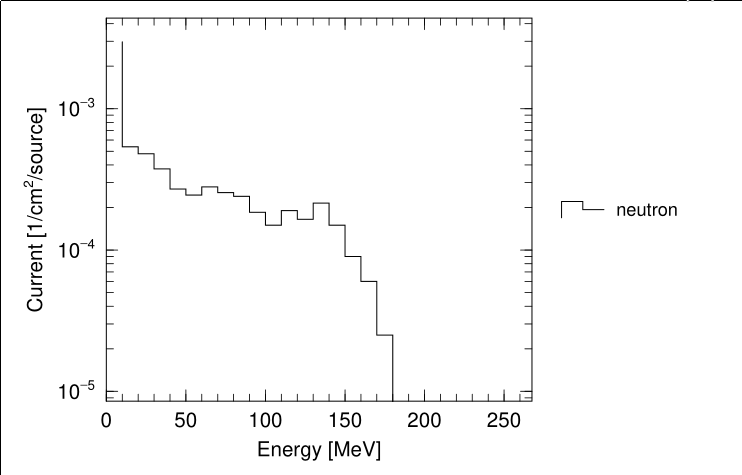 10⁻³
10⁻⁴
10⁻⁵
Current [1/cm²/source]
0 50 100 150 200 250
Energy [MeV]
neutron